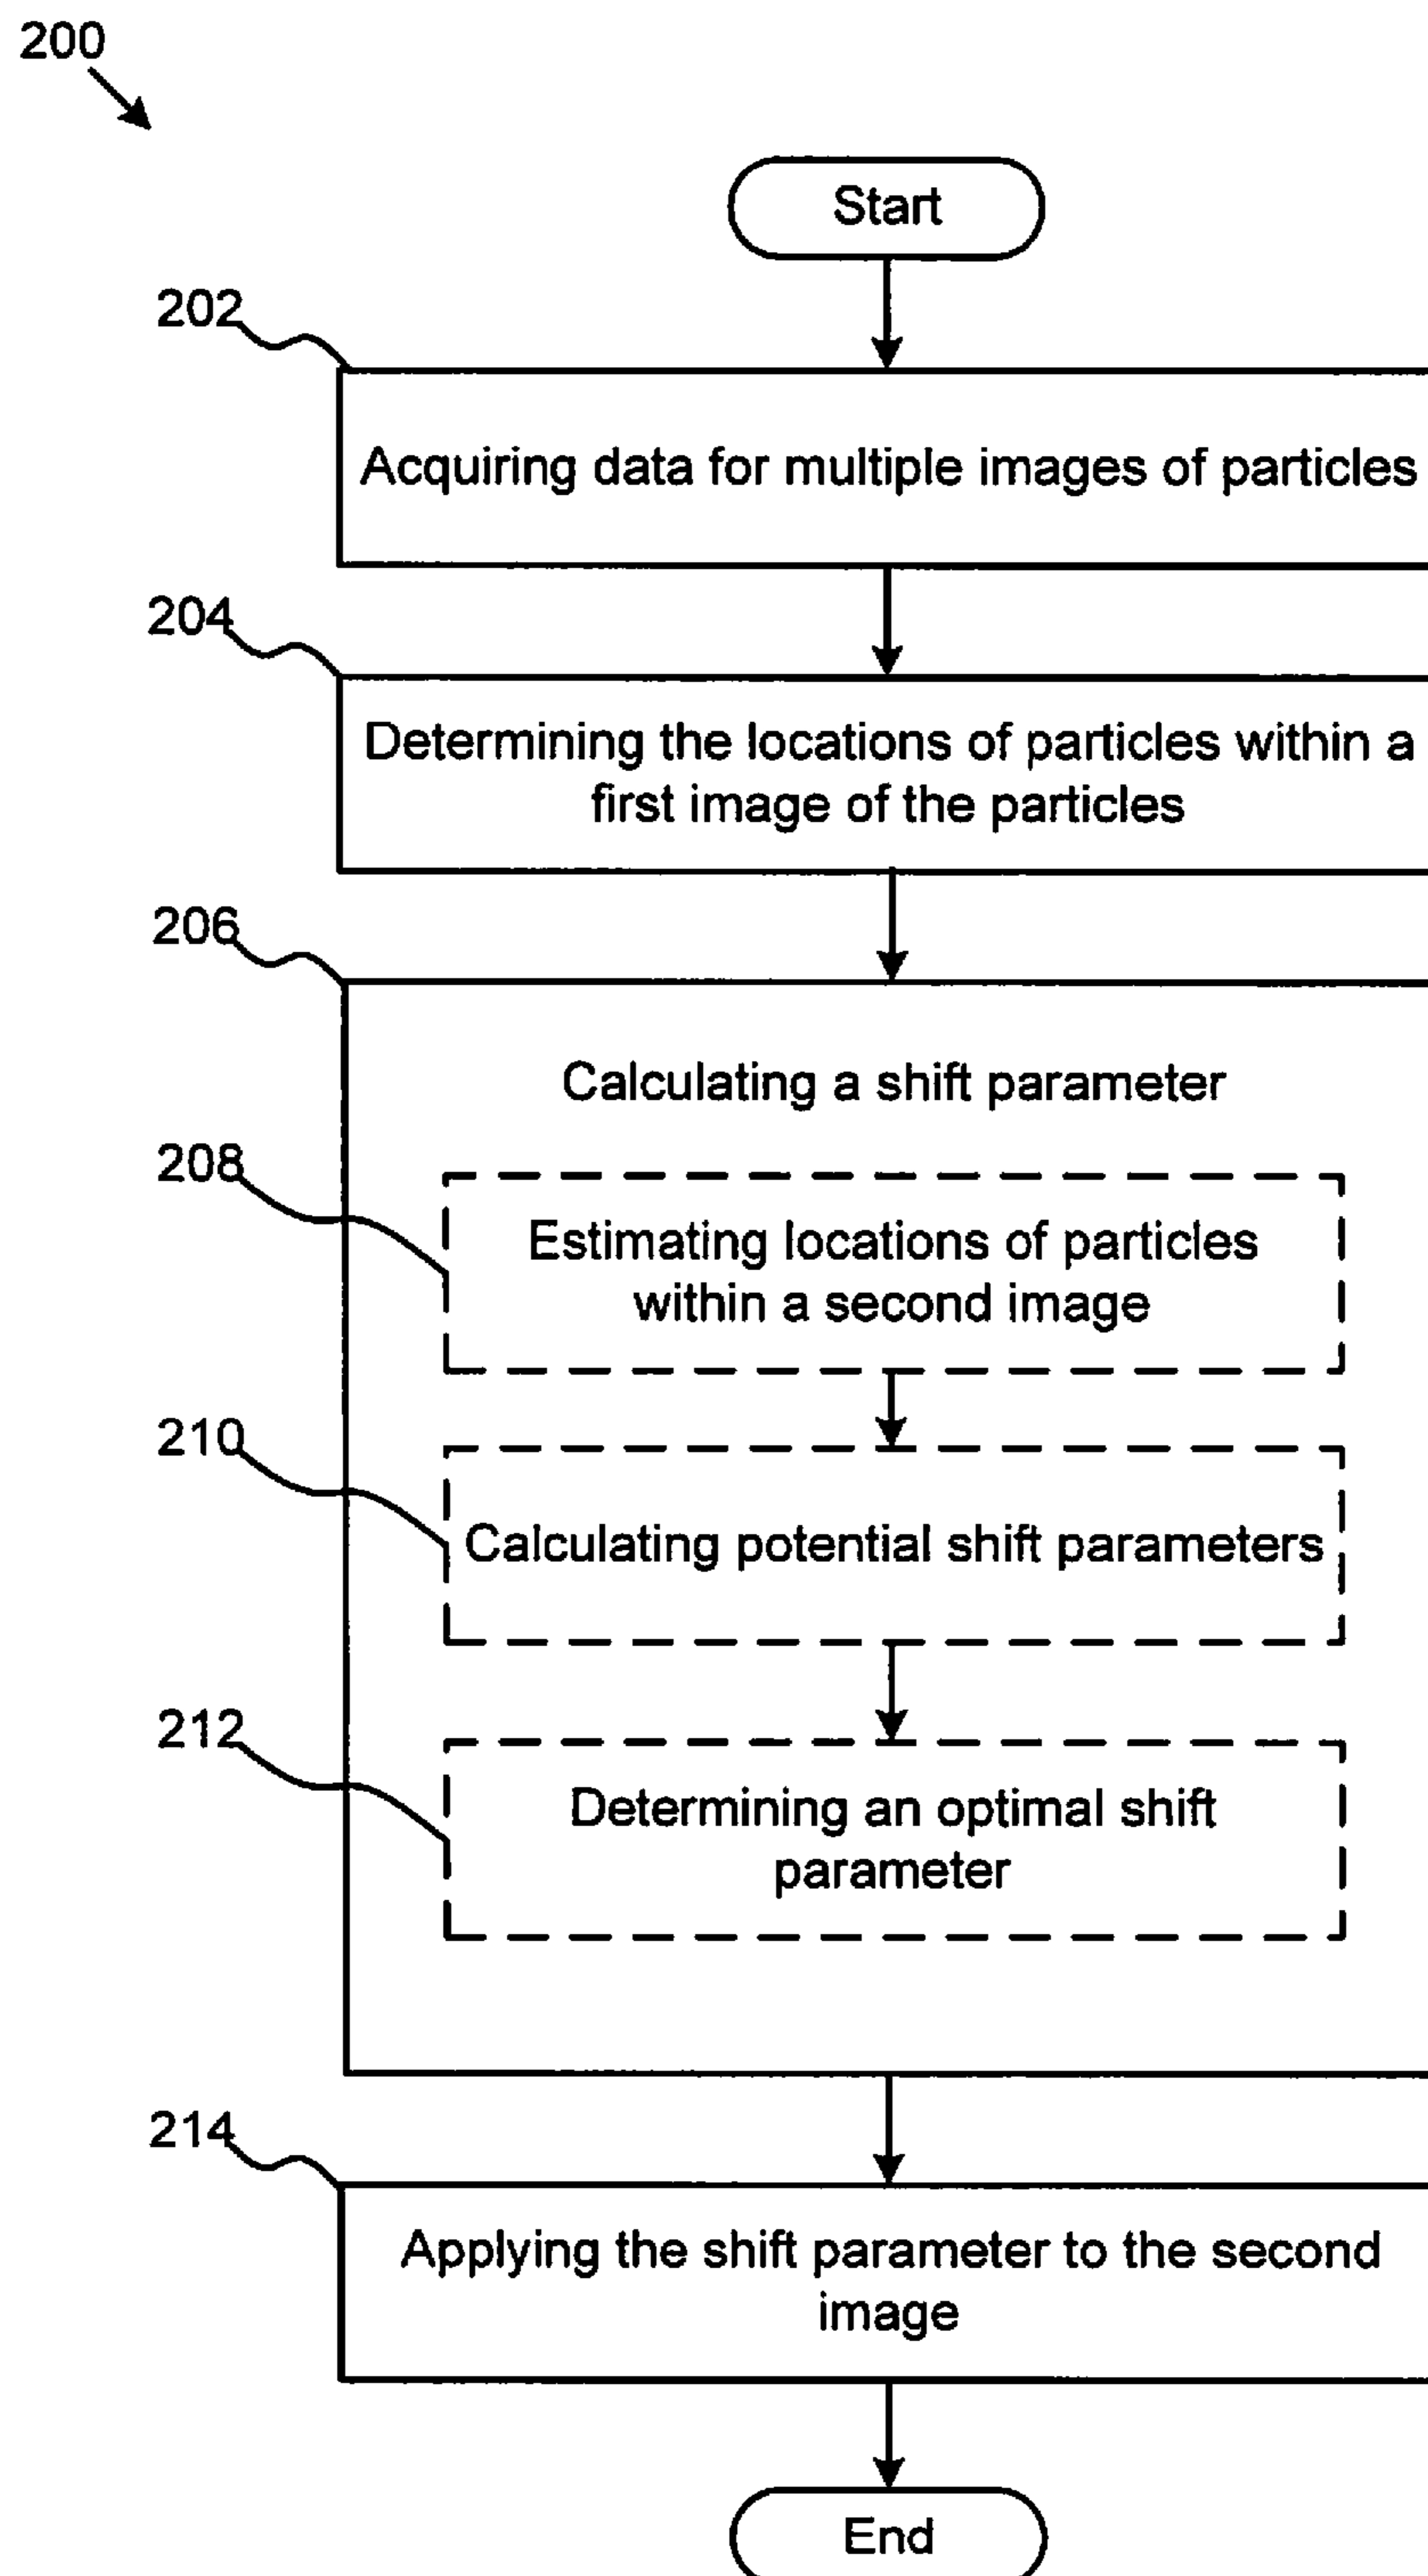 200
Start
202
Acquiring data for multiple images of particles
204
Determining the locations of particles within a
first image of the particles
206
Calculating a shift parameter
208
Estimating locations of particles
within a second image
210
Calculating potential shift parameters
212
Determining an optimal shift
parameter
214
Applying the shift parameter to the second
image
End